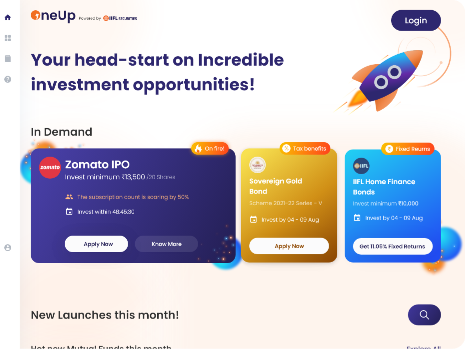 OneUp Powered by IIFL SECURITIES
Login
Your head-start on Incredible
investment opportunities!
In Demand
On fire!
zomato
Zomato IPO
Invest minimum ₹13,500 /20 Shares
The subscription count is soaring by 50%
Invest within 48:45:30
Apply Now
Know More
Tax benefits
Sovereign Gold
Bond
Scheme 2021-22 Series - V
Invest by 04 - 09 Aug
Apply Now
Fixed Returns
IIFL
IIFL Home Finance
Bonds
Invest minimum ₹10,000
Invest by 04 - 09 Aug
Get 11.05% Fixed Returns
New Launches this month!
Hot new Mutual Funds this month
Explore All